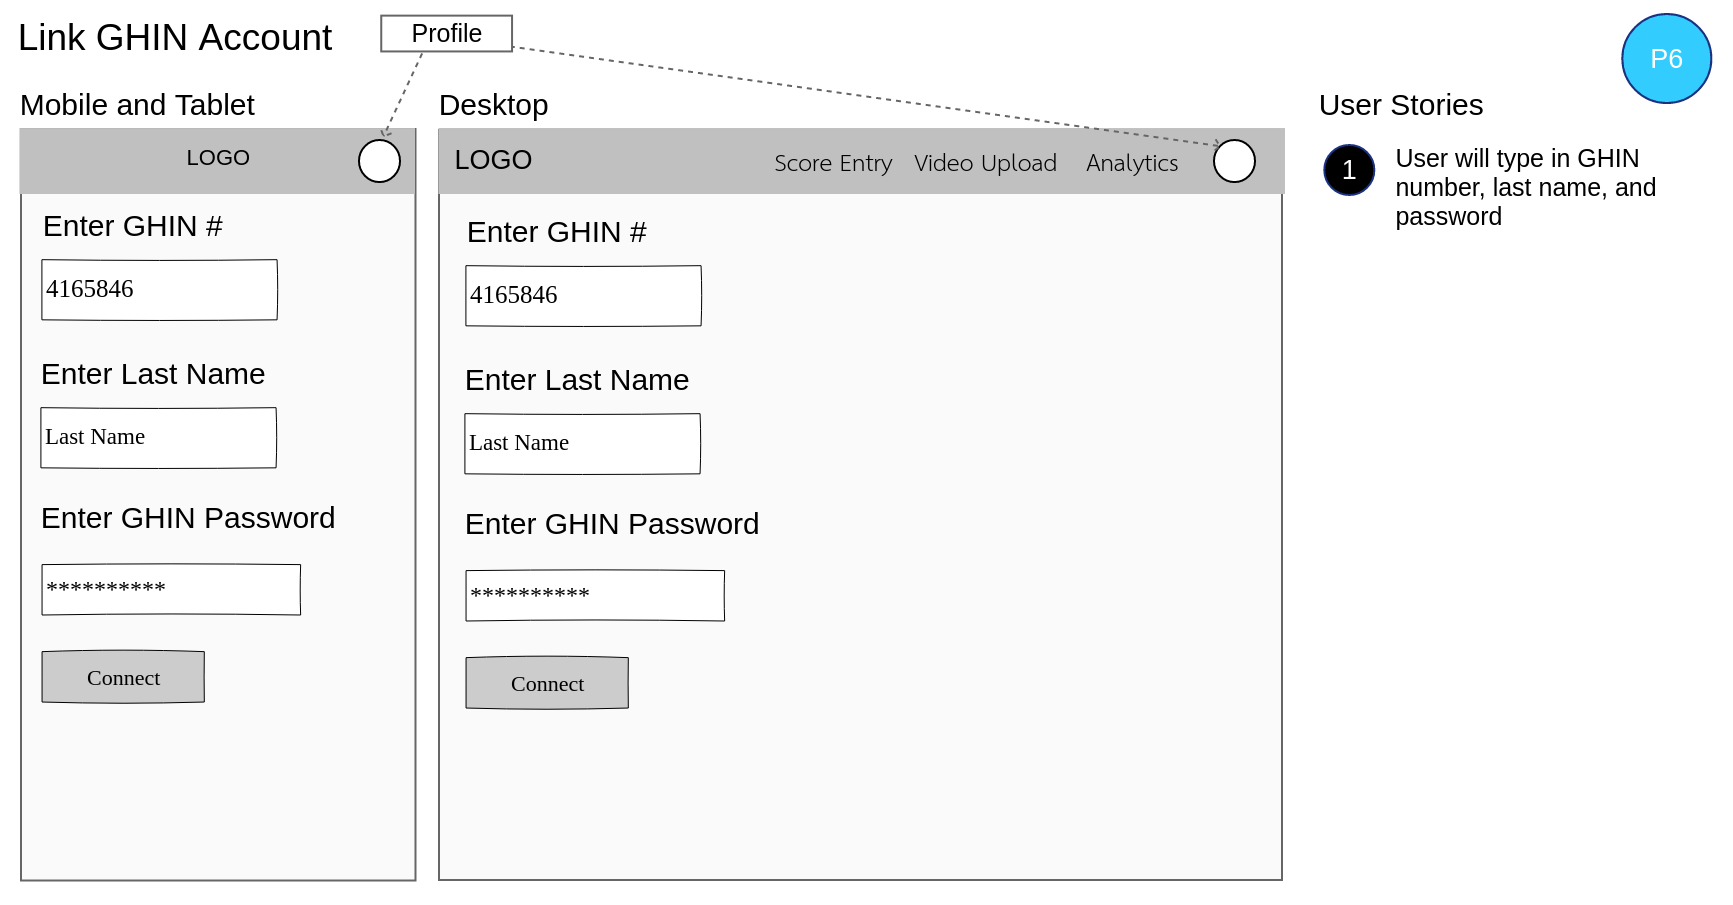 Link GHIN Account
Profile
P6
Mobile and Tablet
LOGO
Enter GHIN #
4165846
Enter Last Name
Last Name
Enter GHIN Password
**********
Connect
Desktop
LOGO
Score Entry
Video Upload
Analytics
Enter GHIN #
4165846
Enter Last Name
Last Name
Enter GHIN Password
**********
Connect
User Stories
1
User will type in GHIN
number, last name, and
password